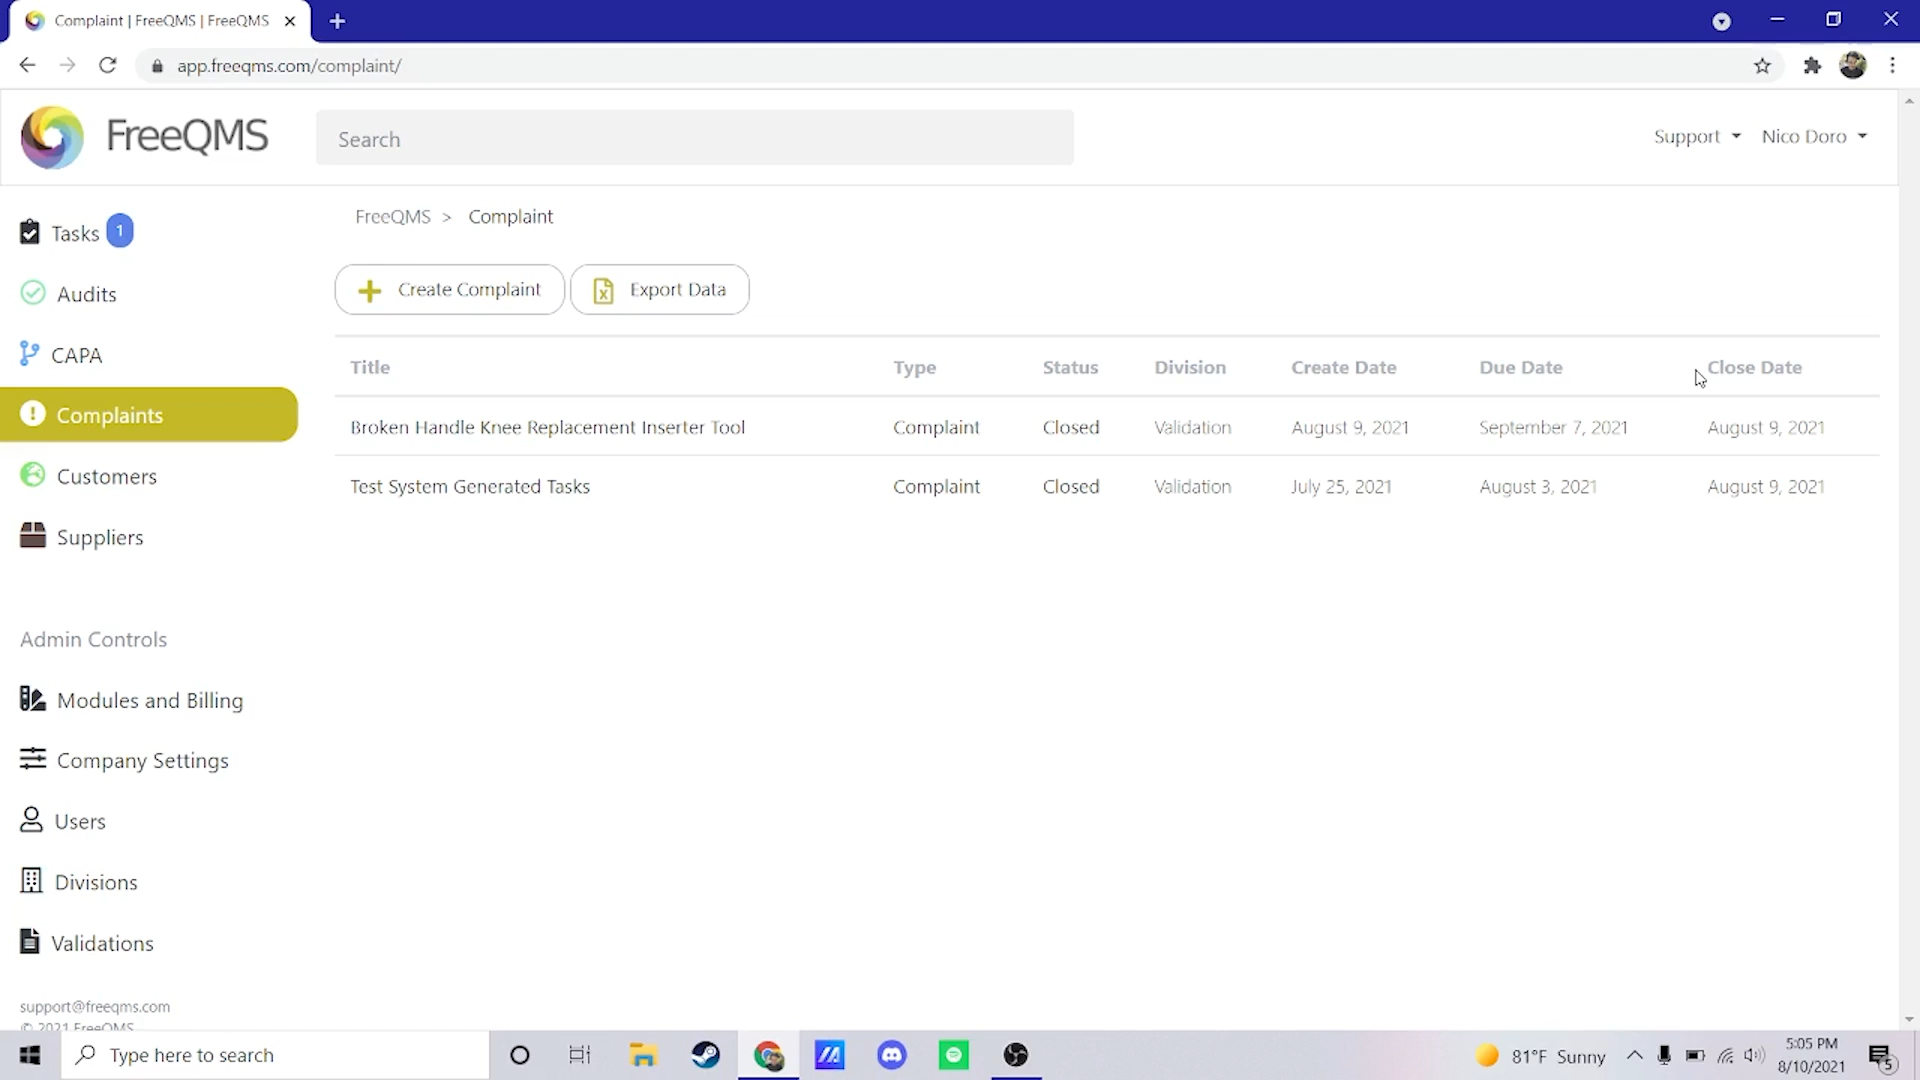 Complaint | FreeQMS | FreeQMS
app.freeqms.com/complaint/
FreeQMS
Search
Support
Nico Doro
FreeQMS > Complaint
Tasks 1
Audits
CAPA
Complaints
Customers
Suppliers
Admin Controls
Modules and Billing
Company Settings
Users
Divisions
Validations
support@freeqms.com
© 2021 FreeQMS
Create Complaint
Export Data
Title Type Status Division Create Date Due Date Close Date
Broken Handle Knee Replacement Inserter Tool Complaint Closed Validation August 9, 2021 September 7, 2021 August 9, 2021
Test System Generated Tasks Complaint Closed Validation July 25, 2021 August 3, 2021 August 9, 2021
Type here to search
81°F Sunny
5:05 PM
8/10/2021
5